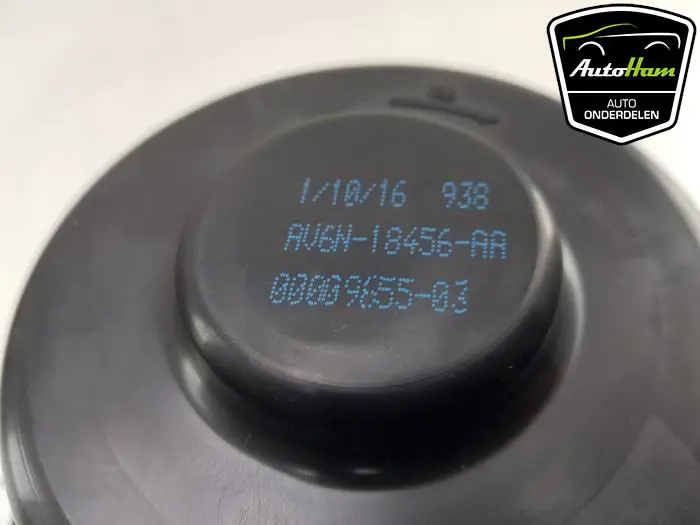 AutoHam
AUTO
ONDERDELEN
1/10/16 938
AV6N-18456-AA
00009655-03